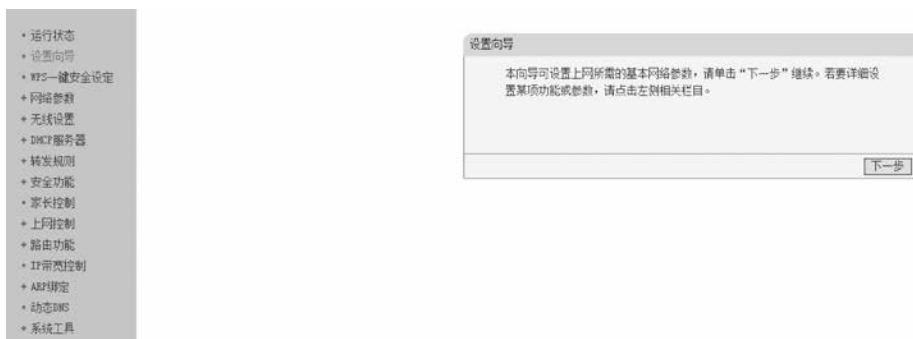 • 运行状态
• 设置向导
• WPS一键安全设定
+ 网络参数
+ 无线设置
+ DHCP服务器
+ 转发规则
+ 安全功能
• 家长控制
+ 上网控制
+ 路由功能
• IP带宽控制
+ ARP绑定
• 动态DNS
+ 系统工具
设置向导
本向导可设置上网所需的基本网络参数，请单击“下一步”继续。若要详细设
置某项功能或参数，请点击左侧相关栏目。
下一步